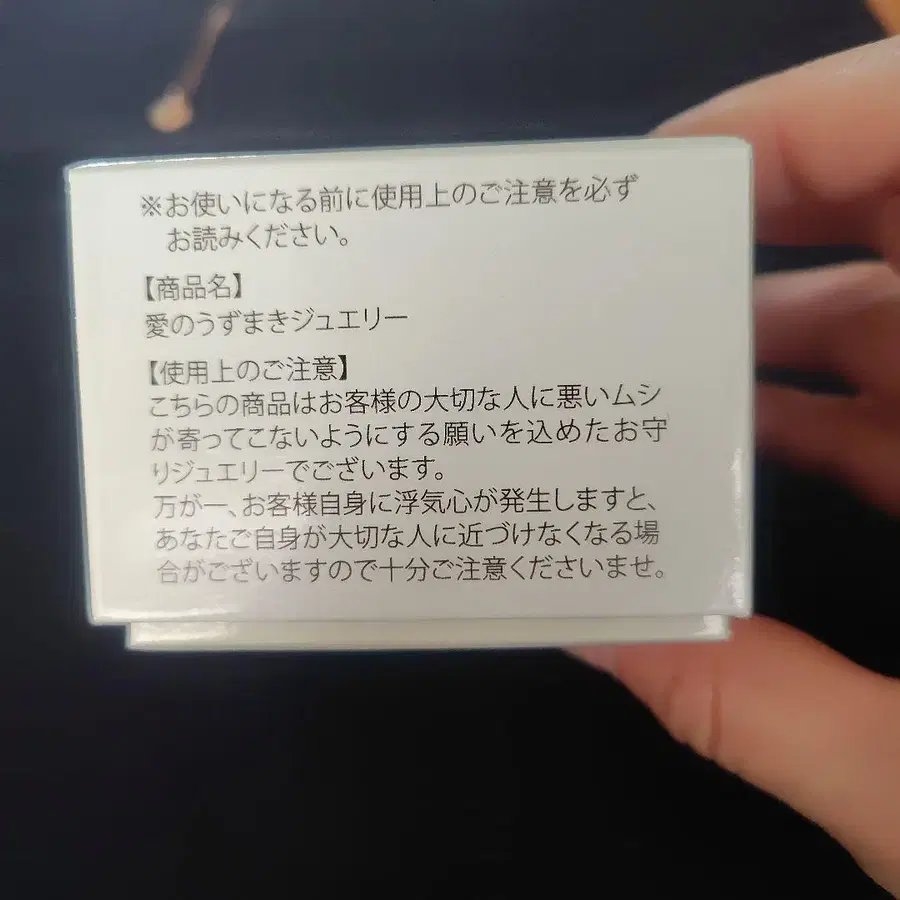 ※お使いになる前に使用上のご注意を必ず
お読みください。
【商品名】
愛のうずまきジュエリー
【使用上のご注意】
こちらの商品はお客様の大切な人に悪いムシ
が寄ってこないようにする願いを込めたお守
りジュエリーでございます。
万が一、お客様自身に浮気心が発生しますと、
あなたご自身が大切な人に近づけなくなる場
合がございますので十分ご注意くださいませ。